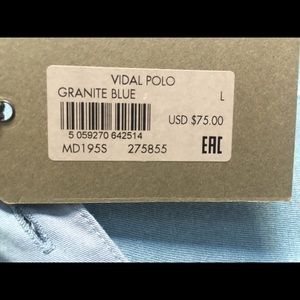 VIDAL POLO
GRANITE BLUE L
USD $75.00
5 059270 642514
MD195S 275855
EAC